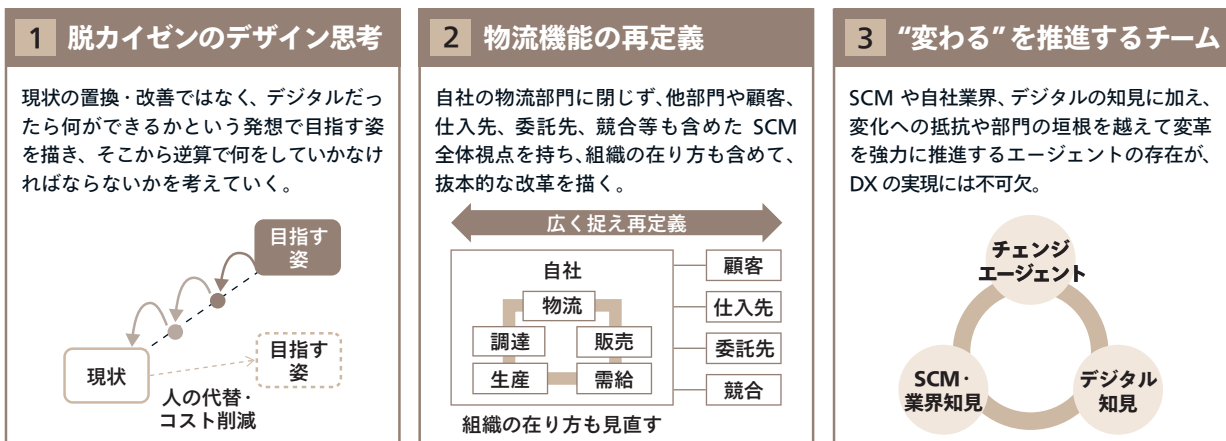 1 脱カイゼンのデザイン思考
現状の置換・改善ではなく、デジタルだっ
たら何ができるかという発想で目指す姿
を描き、そこから逆算で何をしていかなけ
ればならないかを考えていく。
目指す
姿
現状
目指す
姿
人の代替・
コスト削減
2 物流機能の再定義
自社の物流部門に閉じず、他部門や顧客、
仕入先、委託先、競合等も含めた SCM
全体視点を持ち、組織の在り方も含めて、
抜本的な改革を描く。
広く捉え再定義
自社
物流
調達
販売
生産
需給
顧客
仕入先
委託先
競合
組織の在り方も見直す
3 “変わる”を推進するチーム
SCM や自社業界、デジタルの知見に加え、
変化への抵抗や部門の垣根を越えて変革
を強力に推進するエージェントの存在が、
DX の実現には不可欠。
チェンジ
エージェント
SCM・
業界知見
デジタル
知見